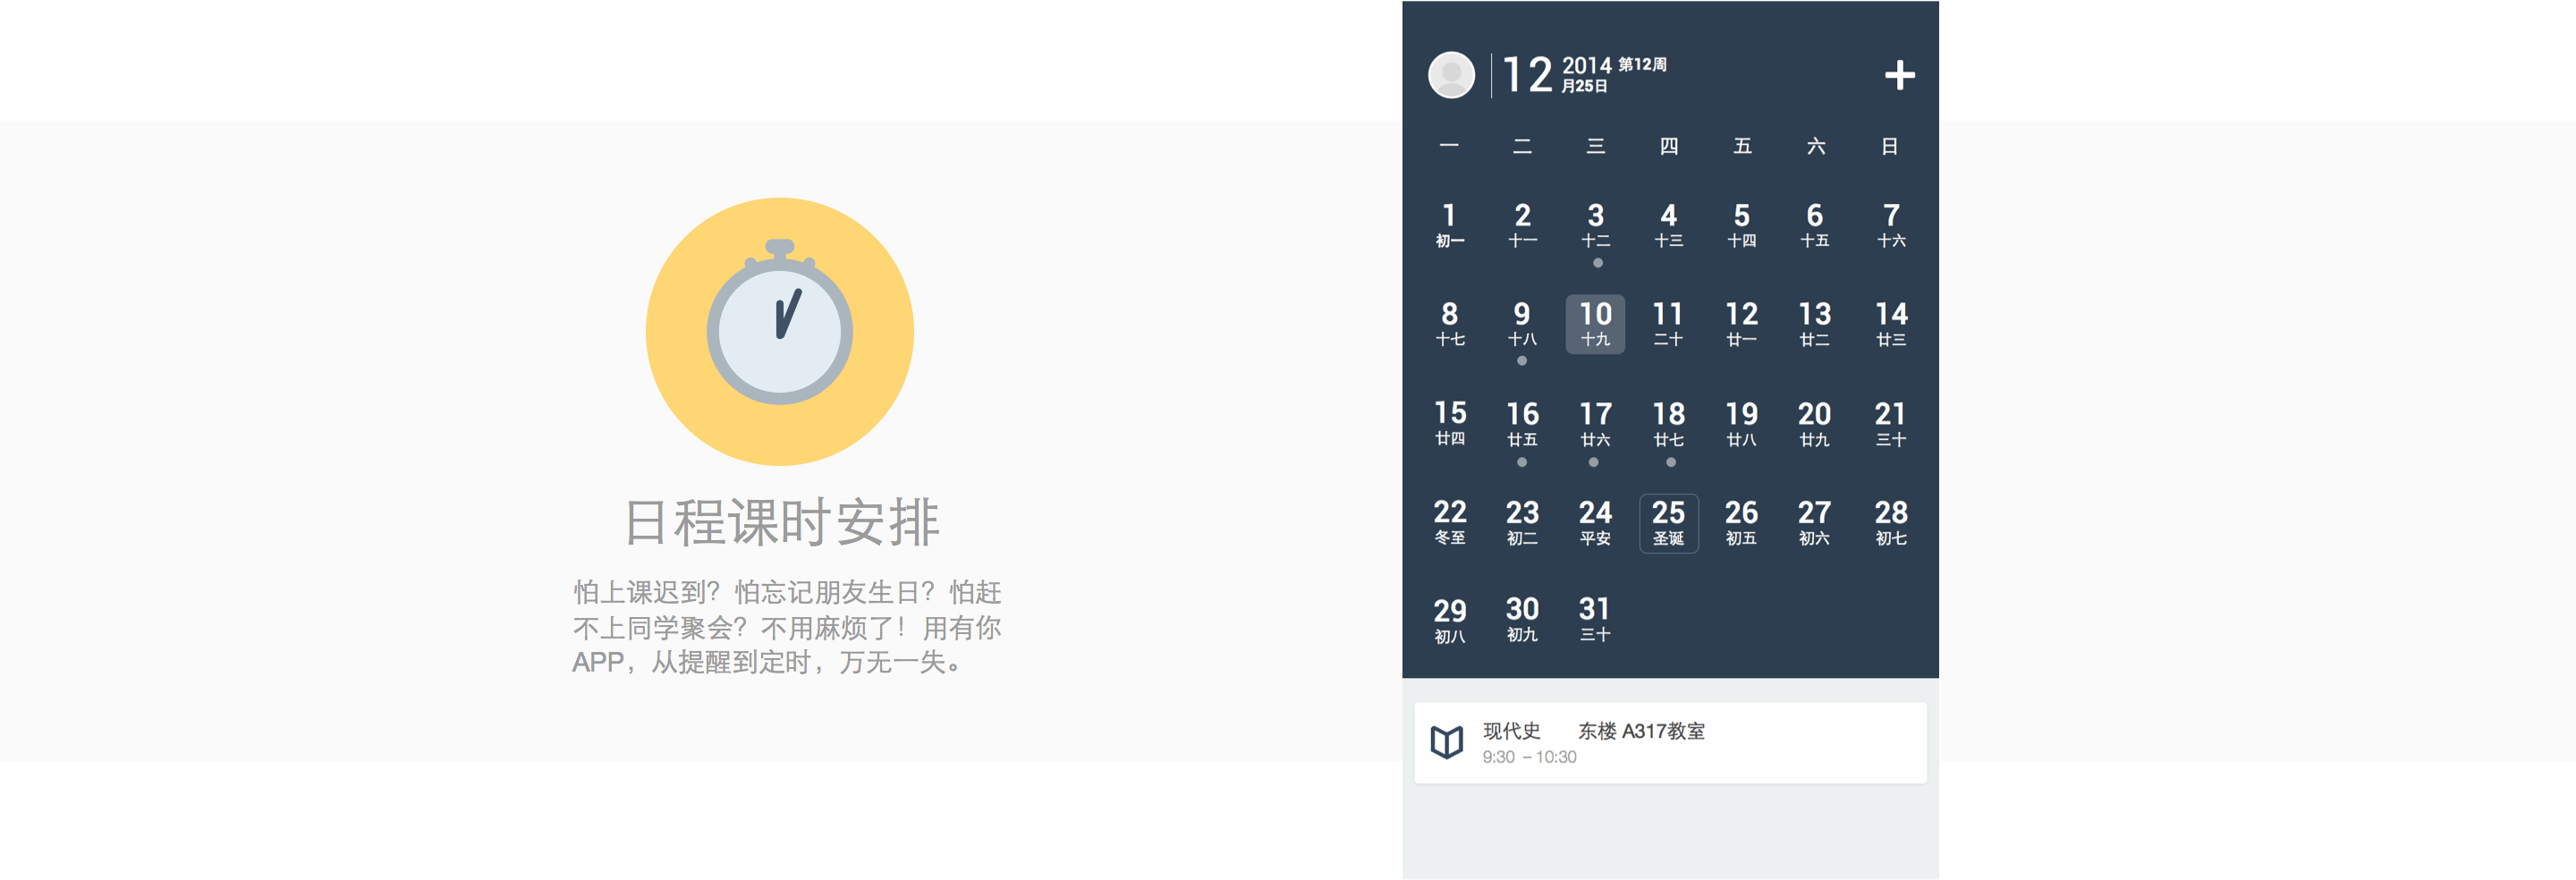 日程课时安排
怕上课迟到？怕忘记朋友生日？怕赶
不上同学聚会？不用麻烦了！用有你
APP，从提醒到定时，万无一失。
12 2014 第12周
月25日
一 二 三 四 五 六 日
1 2 3 4 5 6 7
初一 十一 十二 十三 十四 十五 十六
8 9 10 11 12 13 14
十七 十八 十九 二十 廿一 廿二 廿三
15 16 17 18 19 20 21
廿四 廿五 廿六 廿七 廿八 廿九 三十
22 23 24 25 26 27 28
冬至 初二 平安 圣诞 初五 初六 初七
29 30 31
初八 初九 三十
现代史 东楼 A317教室
9:30 – 10:30